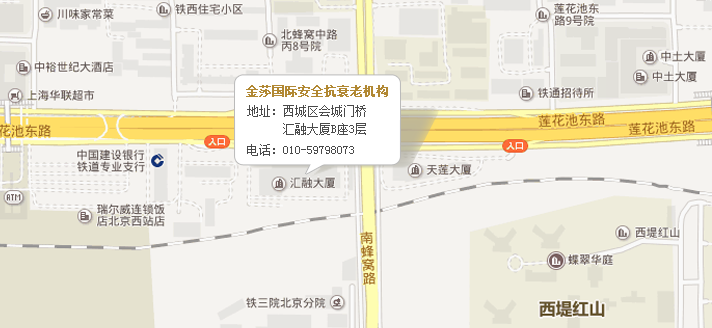 川味家常菜
铁西住宅小区
北蜂窝中路
丙8号院
莲花池东
路9号院
中土大厦
中土大厦
中裕世纪大酒店
上海华联超市
铁通招待所
金莎国际安全抗衰老机构
地址：西城区会城门桥
汇融大厦B座3层
电话：010-59798073
花池东路
莲花池东路
入口
入口
中国建设银行
铁道专业支行
汇融大厦
天莲大厦
ATM
瑞尔威连锁饭
店北京西站店
南蜂窝路
西堤红山
蝶翠华庭
铁三院北京分院
西堤红山